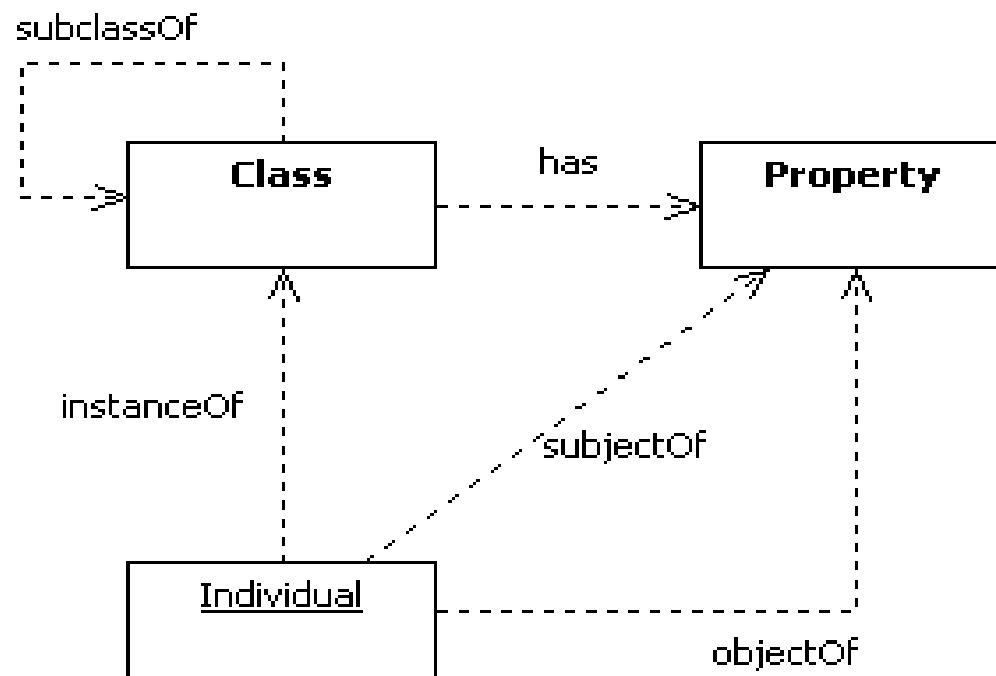 subclassOf
Class
has
Property
instanceOf
subjectOf
Individual
objectOf